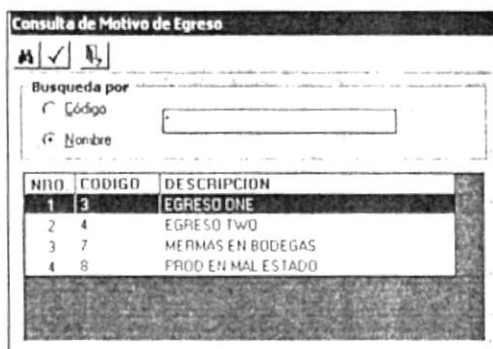 Consulta de Motivo de Egreso
Busqueda por
Código
Nombre
NRO. CODIGO DESCRIPCION
1 3 EGRESO ONE
2 4 EGRESO TWO
3 7 MERMAS EN BODEGAS
4 8 PROD EN MAL ESTADO